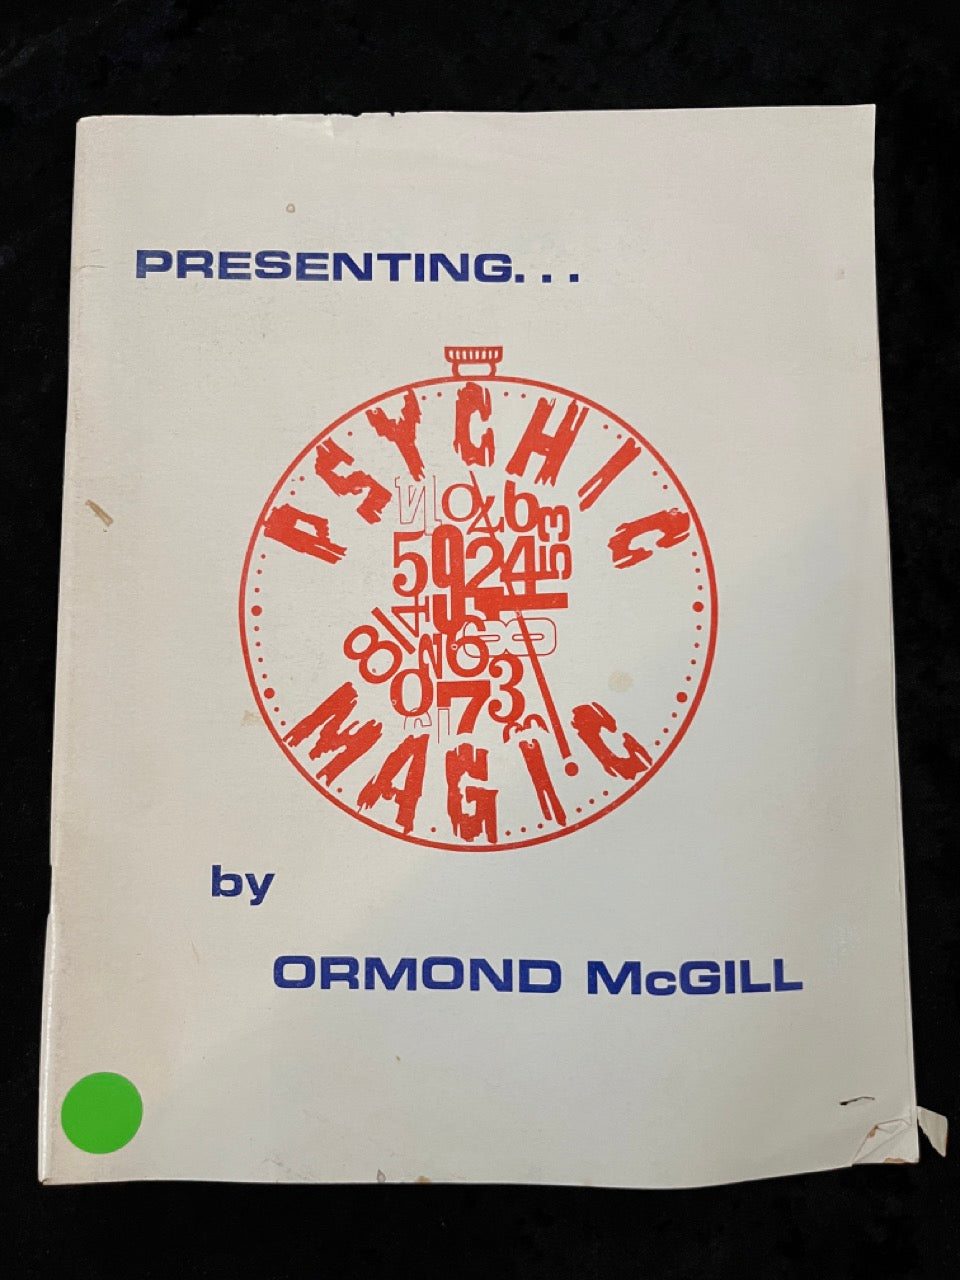 PRESENTING...
PSYCHIC
MAGIC
by
ORMOND McGILL